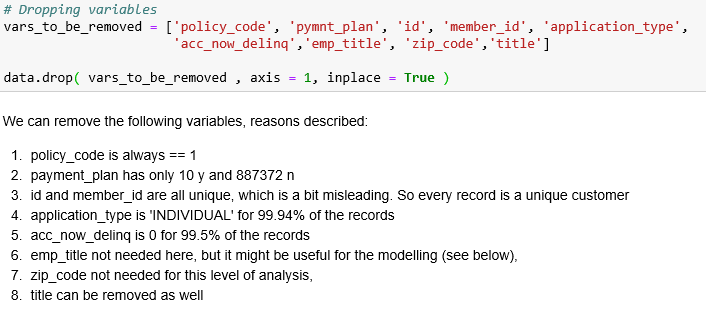 # Dropping variables
vars_to_be_removed = ['policy_code', 'pymnt_plan', 'id', 'member_id', 'application_type',
'acc_now_delinq','emp_title', 'zip_code','title']
data.drop( vars_to_be_removed , axis = 1, inplace = True )
We can remove the following variables, reasons described:
1. policy_code is always == 1
2. payment_plan has only 10 y and 887372 n
3. id and member_id are all unique, which is a bit misleading. So every record is a unique customer
4. application_type is 'INDIVIDUAL' for 99.94% of the records
5. acc_now_delinq is 0 for 99.5% of the records
6. emp_title not needed here, but it might be useful for the modelling (see below),
7. zip_code not needed for this level of analysis,
8. title can be removed as well